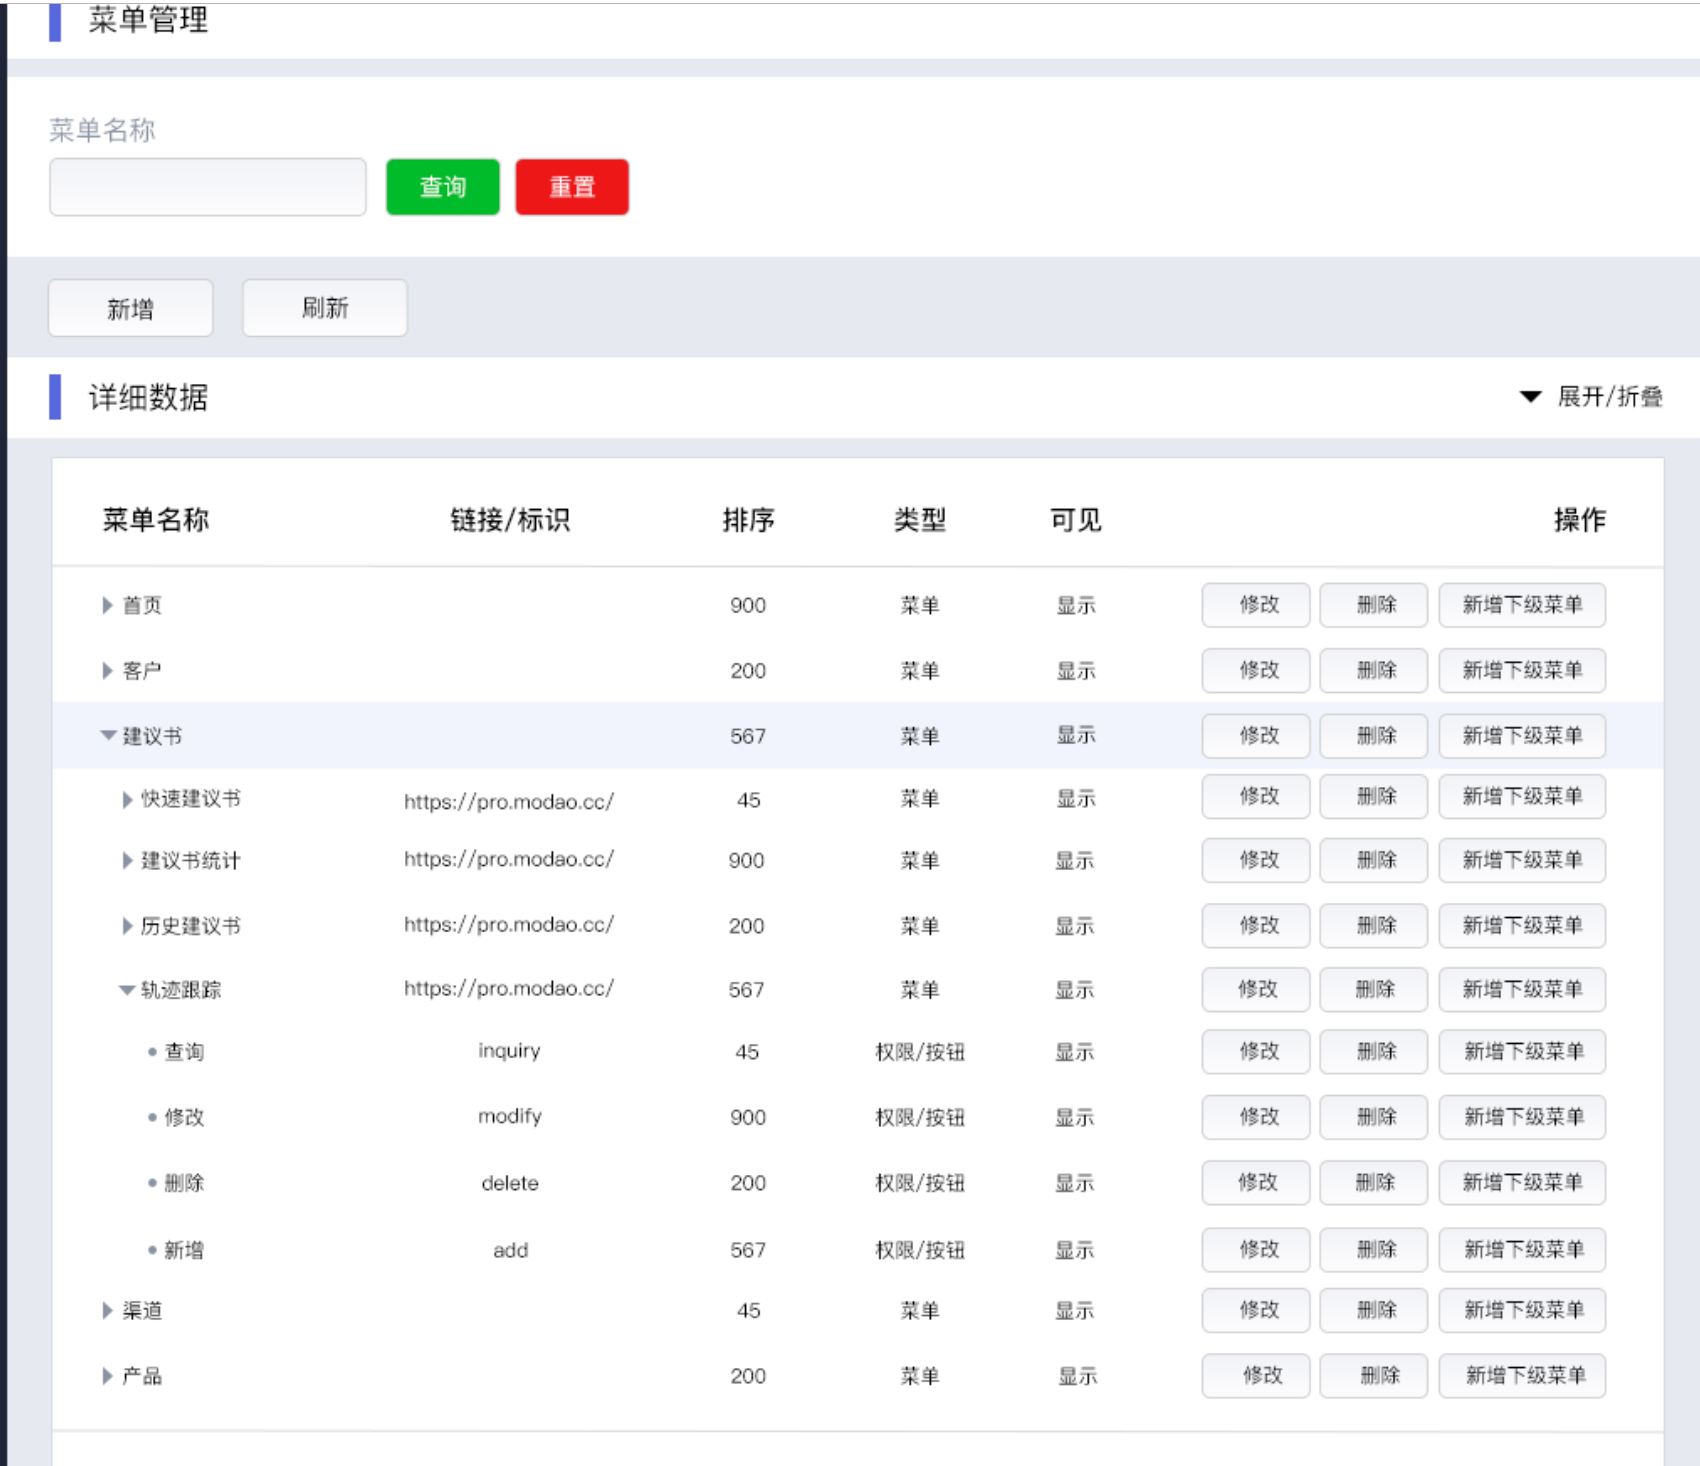 菜单管理
菜单名称
查询 重置
新增 刷新
详细数据 展开/折叠
菜单名称 链接/标识 排序 类型 可见 操作
首页 900 菜单 显示 修改 删除 新增下级菜单
客户 200 菜单 显示 修改 删除 新增下级菜单
建议书 567 菜单 显示 修改 删除 新增下级菜单
快速建议书 https://pro.modao.cc/ 45 菜单 显示 修改 删除 新增下级菜单
建议书统计 https://pro.modao.cc/ 900 菜单 显示 修改 删除 新增下级菜单
历史建议书 https://pro.modao.cc/ 200 菜单 显示 修改 删除 新增下级菜单
轨迹跟踪 https://pro.modao.cc/ 567 菜单 显示 修改 删除 新增下级菜单
查询 inquiry 45 权限/按钮 显示 修改 删除 新增下级菜单
修改 modify 900 权限/按钮 显示 修改 删除 新增下级菜单
删除 delete 200 权限/按钮 显示 修改 删除 新增下级菜单
新增 add 567 权限/按钮 显示 修改 删除 新增下级菜单
渠道 45 菜单 显示 修改 删除 新增下级菜单
产品 200 菜单 显示 修改 删除 新增下级菜单